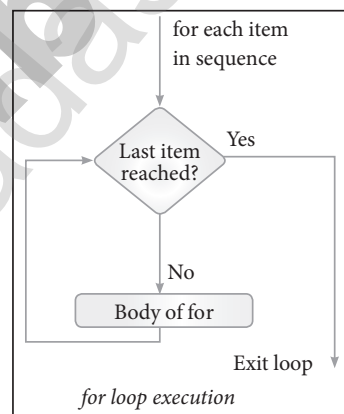 for each item
in sequence
Last item
reached?
Yes
No
Body of for
Exit loop
for loop execution